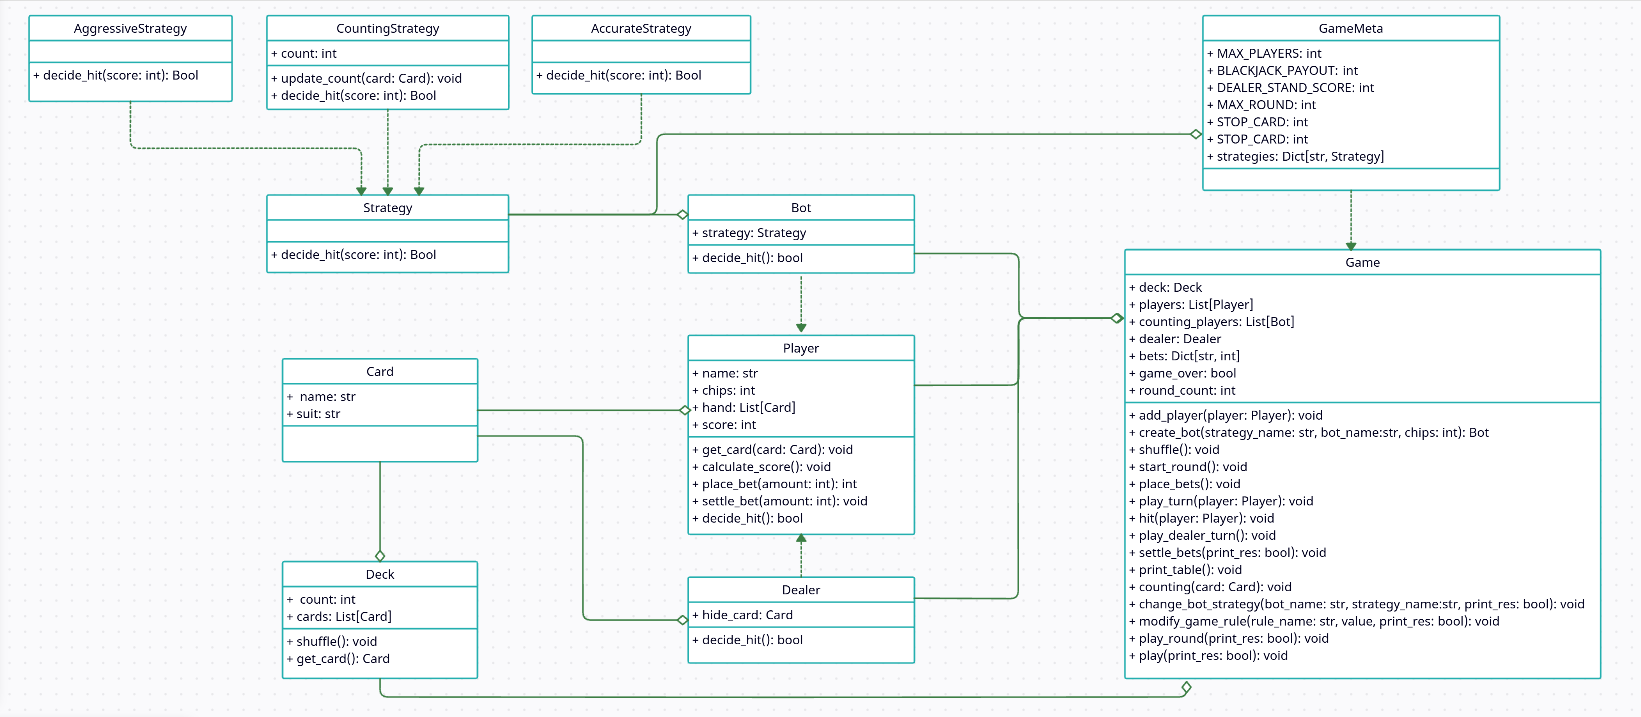 AggressiveStrategy
+ decide_hit(score: int): Bool
CountingStrategy
+ count: int
+ update_count(card: Card): void
+ decide_hit(score: int): Bool
AccurateStrategy
+ decide_hit(score: int): Bool
GameMeta
+ MAX_PLAYERS: int
+ BLACKJACK_PAYOUT: int
+ DEALER_STAND_SCORE: int
+ MAX_ROUND: int
+ STOP_CARD: int
+ STOP_CARD: int
+ strategies: Dict[str, Strategy]
Strategy
+ decide_hit(score: int): Bool
Bot
+ strategy: Strategy
+ decide_hit(): bool
Game
+ deck: Deck
+ players: List[Player]
+ counting_players: List[Bot]
+ dealer: Dealer
+ bets: Dict[str, int]
+ game_over: bool
+ round_count: int
+ add_player(player: Player): void
+ create_bot(strategy_name: str, bot_name:str, chips: int): Bot
+ shuffle(): void
+ start_round(): void
+ place_bets(): void
+ play_turn(player: Player): void
+ hit(player: Player): void
+ play_dealer_turn(): void
+ settle_bets(print_res: bool): void
+ print_table(): void
+ counting(card: Card): void
+ change_bot_strategy(bot_name: str, strategy_name:str, print_res: bool): void
+ modify_game_rule(rule_name: str, value, print_res: bool): void
+ play_round(print_res: bool): void
+ play(print_res: bool): void
Player
+ name: str
+ chips: int
+ hand: List[Card]
+ score: int
+ get_card(card: Card): void
+ calculate_score(): void
+ place_bet(amount: int): int
+ settle_bet(amount: int): void
+ decide_hit(): bool
Card
+ name: str
+ suit: str
Deck
+ count: int
+ cards: List[Card]
+ shuffle(): void
+ get_card(): Card
Dealer
+ hide_card: Card
+ decide_hit(): bool